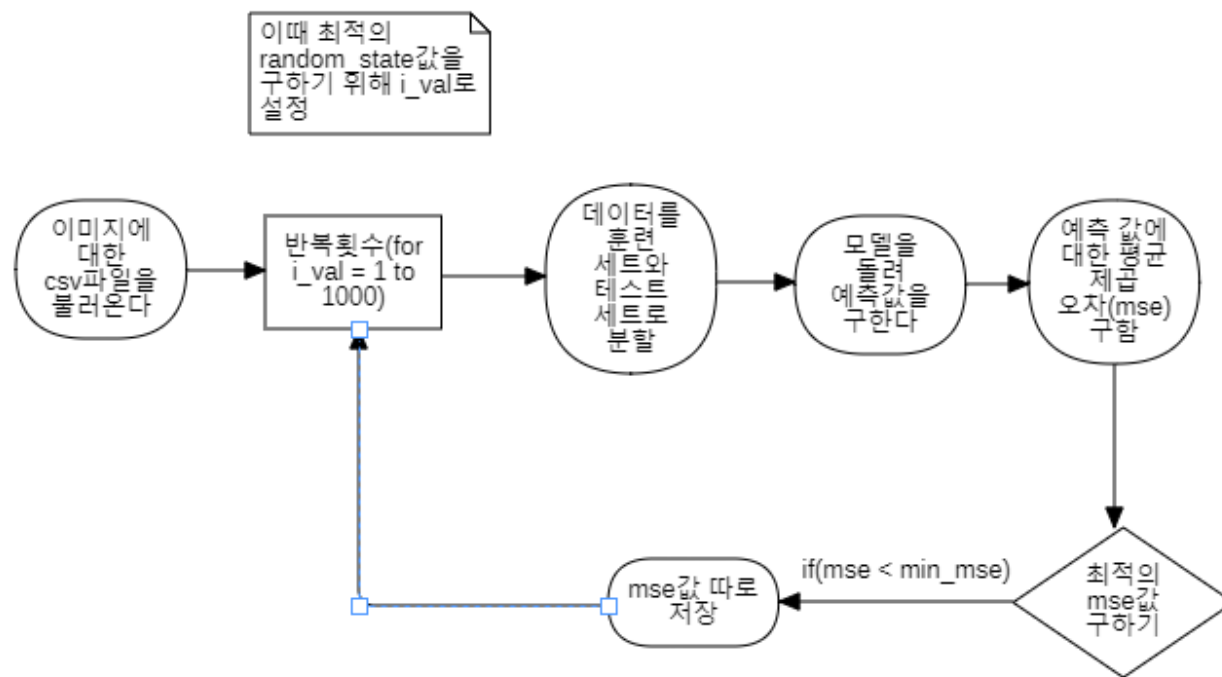 이때 최적의
random_state값을
구하기 휘해 i_val로
설정
이미지에
대한
csv파일을
불러온다
반복횟수(for
i_val = 1 to
1000)
데이터를
훈련
세트와
테스트
세트로
분할
모델을
돌려
예측값을
구한다
예측 값에
대한 평균
제곱
오차(mse)
구함
mse값 따로
저장
if(mse < min_mse)
최적의
mse값
구하기